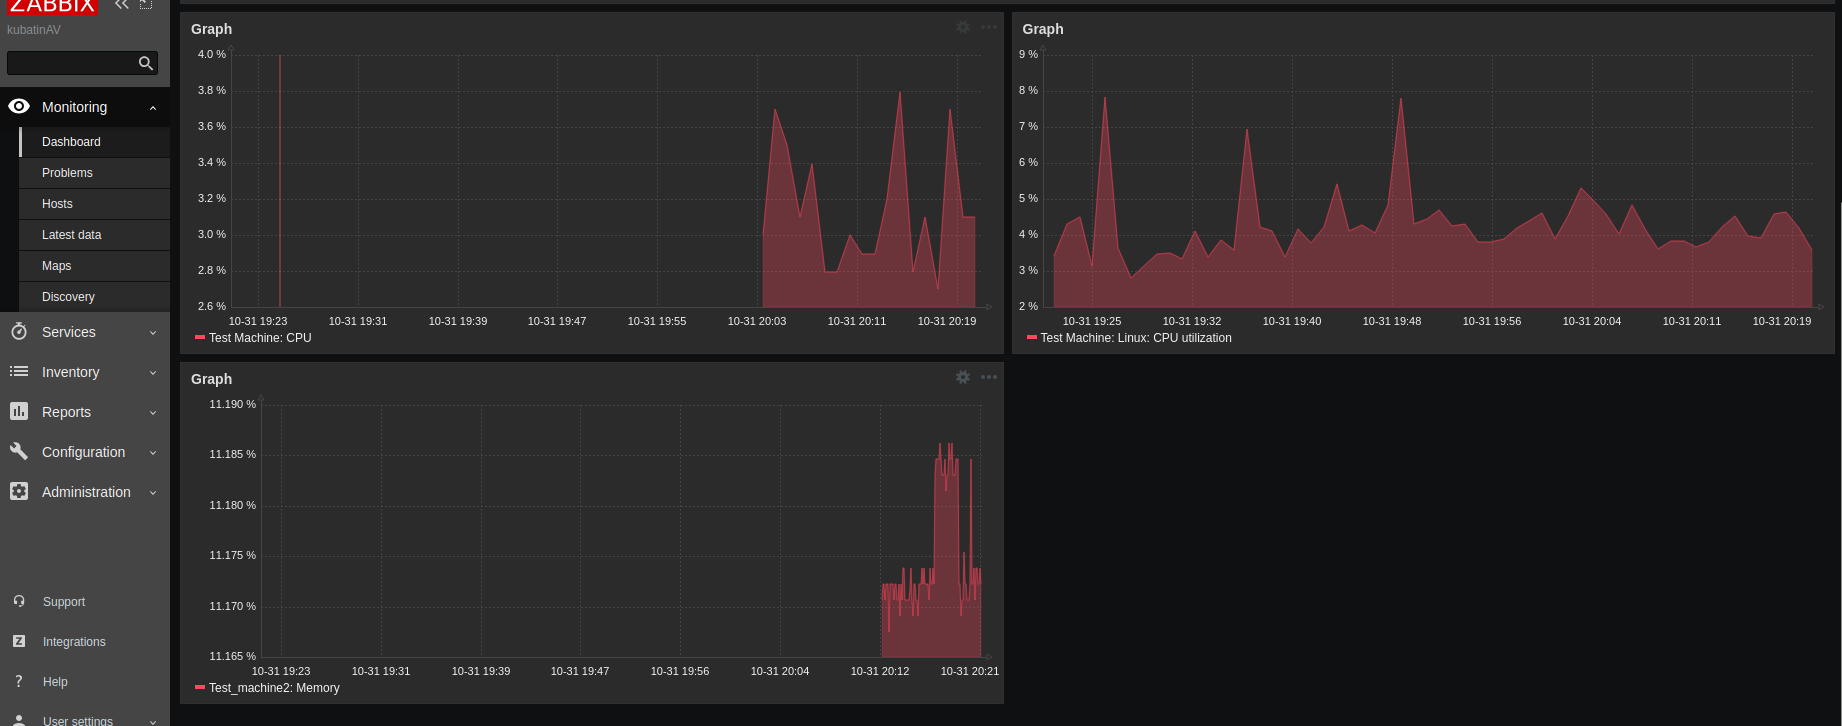 ZABBIX
kubatinAV
Monitoring
Dashboard
Problems
Hosts
Latest data
Maps
Discovery
Services
Inventory
Reports
Configuration
Administration
Support
Z Integrations
? Help
User settings
Graph
4.0 %
3.8 %
3.6 %
3.4 %
3.2 %
3.0 %
2.8 %
2.6 %
10-31 19:23 10-31 19:31 10-31 19:39 10-31 19:47 10-31 19:55 10-31 20:03 10-31 20:11 10-31 20:19
Test Machine: CPU
Graph
9 %
8 %
7 %
6 %
5 %
4 %
3 %
2 %
10-31 19:25 10-31 19:32 10-31 19:40 10-31 19:48 10-31 19:56 10-31 20:04 10-31 20:11 10-31 20:19
Test Machine: Linux: CPU utilization
Graph
11.190 %
11.185 %
11.180 %
11.175 %
11.170 %
11.165 %
10-31 19:23 10-31 19:31 10-31 19:39 10-31 19:47 10-31 19:56 10-31 20:04 10-31 20:12 10-31 20:21
Test_machine2: Memory